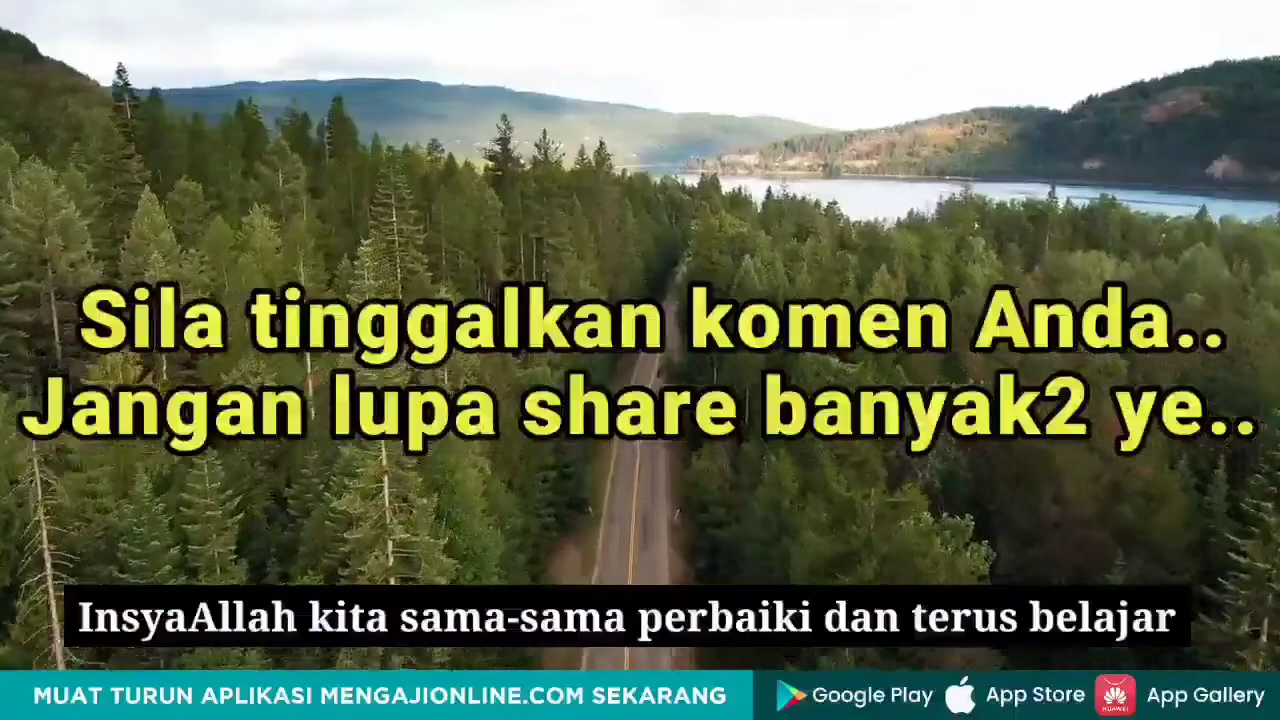 Sila tinggalkan komen Anda..
Jangan lupa share banyak2 ye..
InsyaAllah kita sama-sama perbaiki dan terus belajar
MUAT TURUN APLIKASI MENGAJIONLINE.COM SEKARANG
Google Play
App Store
HUAWEI
App Gallery